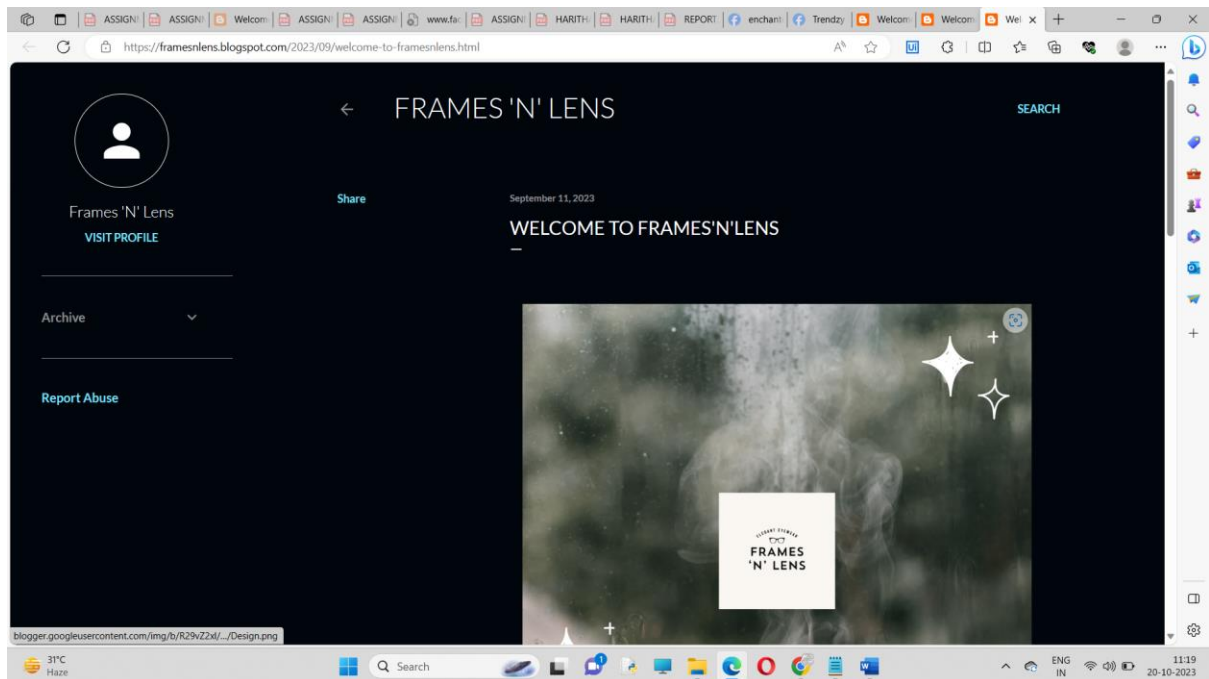 ASSIGN
ASSIGN
Welcom
ASSIGN
ASSIGN
www.fac
ASSIGN
HARITH
HARITH
REPORT
enchant
Trendzy
Welcom
Welcom
Wel
https://framesnlens.blogspot.com/2023/09/welcome-to-framesnlens.html
FRAMES 'N' LENS
SEARCH
Frames 'N' Lens
VISIT PROFILE
Archive
Report Abuse
Share
September 11, 2023
WELCOME TO FRAMES'N'LENS
ELEGANT EYEWEAR
FRAMES
'N' LENS
blogger.googleusercontent.com/img/b/R29vZ2xl/.../Design.png
31°C
Haze
Search
ENG
IN
11:19
20-10-2023